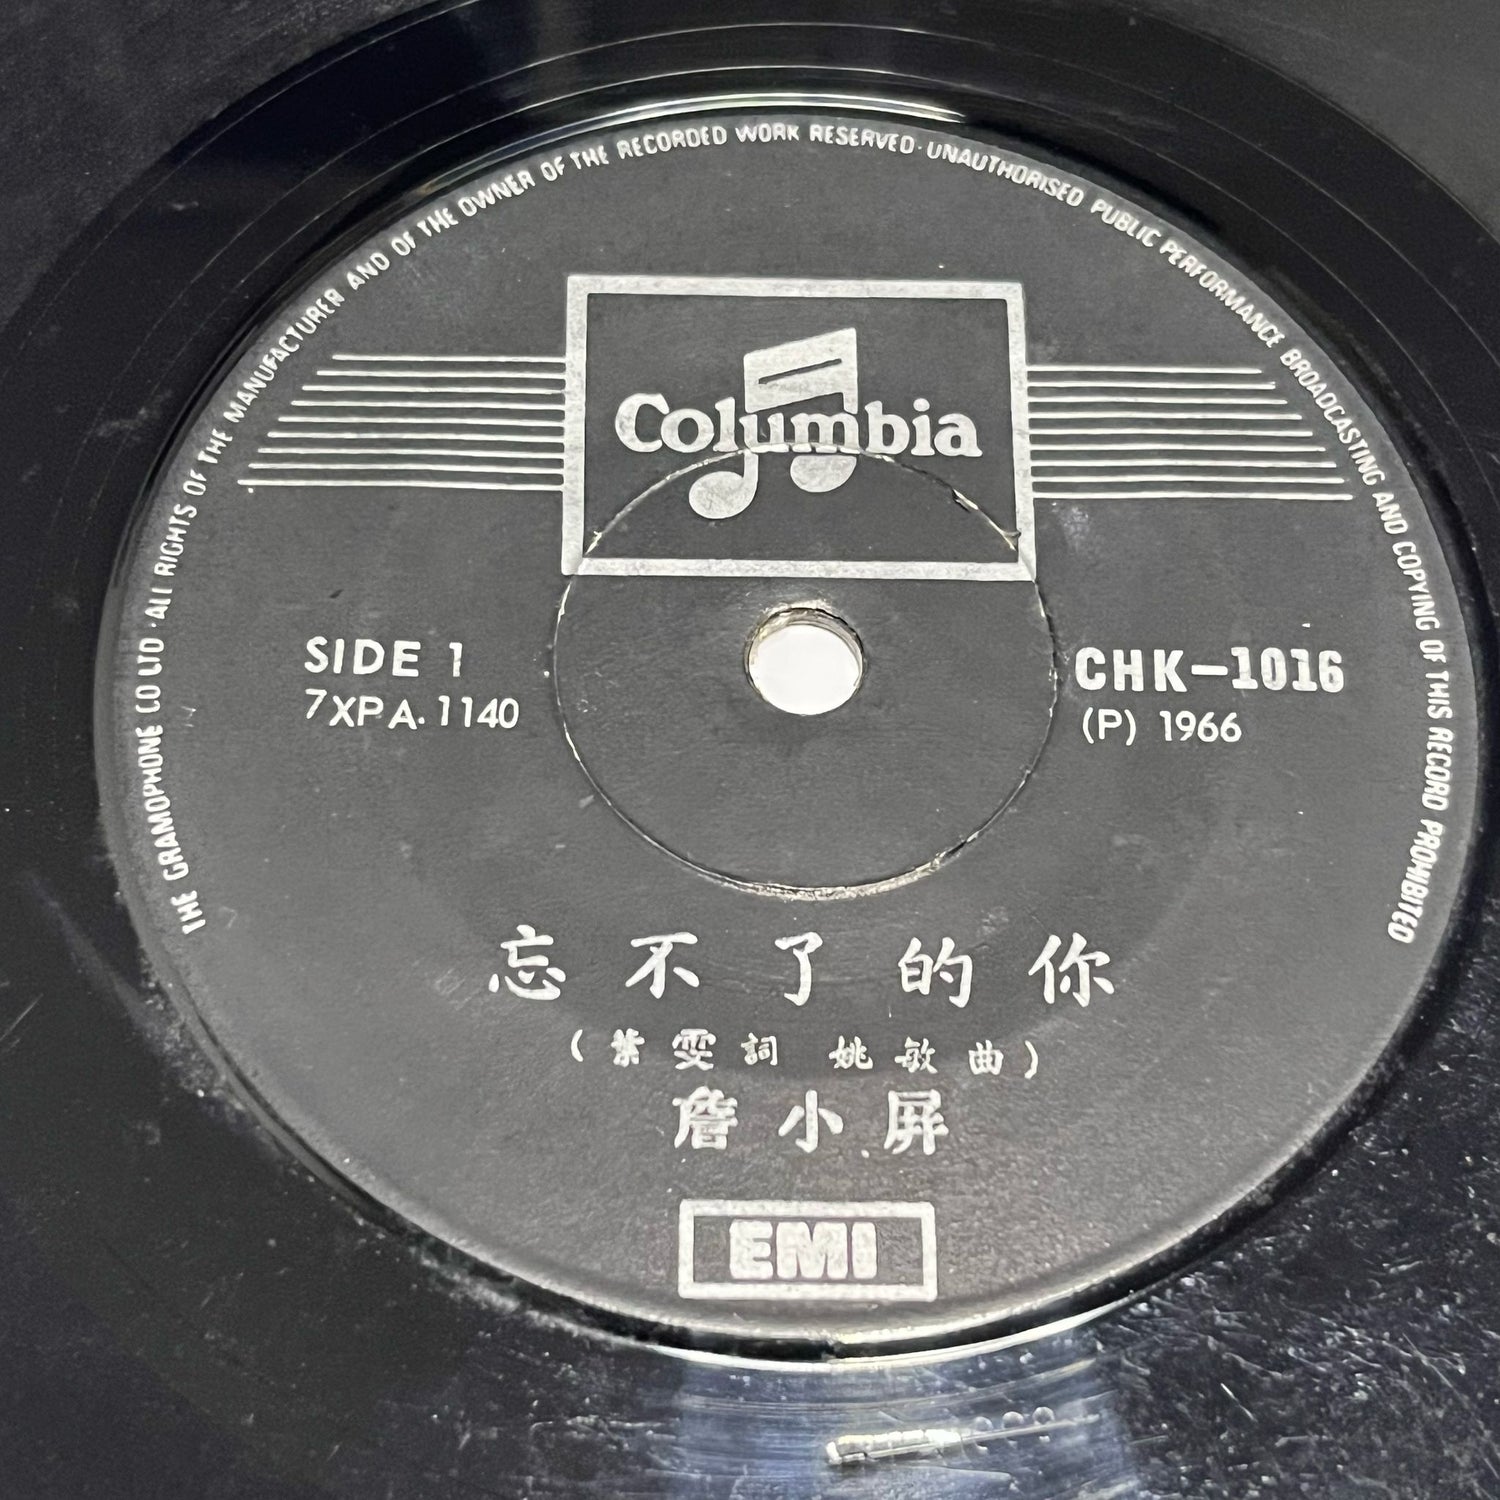 THE GRAMOPHONE CO LTD · ALL RIGHTS OF THE MANUFACTURER AND OF THE OWNER OF THE RECORDED WORK RESERVED · UNAUTHORISED PUBLIC PERFORMANCE BROADCASTING AND COPYING OF THIS RECORD PROHIBITED
Columbia
SIDE 1
7XPA. 1140
CHK-1016
(P) 1966
忘不了的你
(葉雯詞 姚敏曲)
詹小屏
EMI